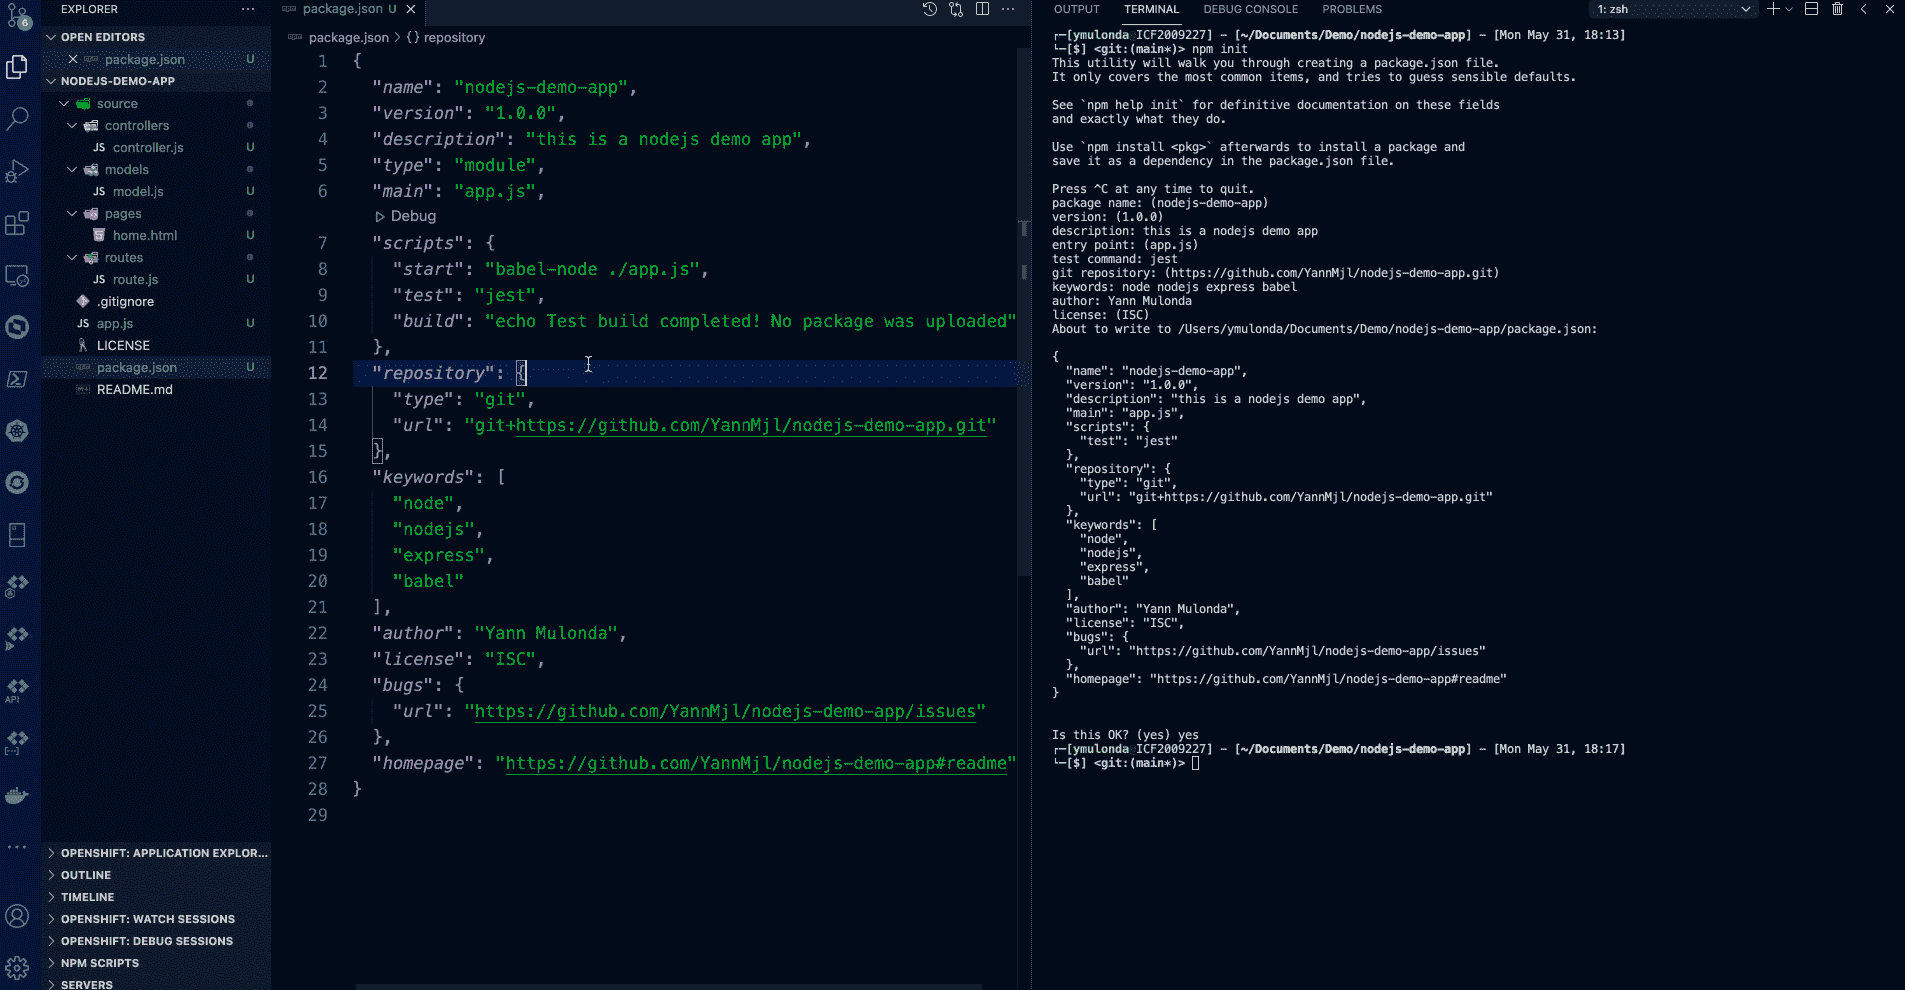 EXPLORER ···
OPEN EDITORS
package.json U
NODEJS-DEMO-APP
source
controllers
JS controller.js U
models
JS model.js U
pages
home.html U
routes
JS route.js U
.gitignore
JS app.js U
LICENSE
package.json U
README.md
OPENSHIFT: APPLICATION EXPLOR...
OUTLINE
TIMELINE
OPENSHIFT: WATCH SESSIONS
OPENSHIFT: DEBUG SESSIONS
NPM SCRIPTS
SERVERS
6
API
package.json U
package.json > {} repository
1 {
2 "name": "nodejs-demo-app",
3 "version": "1.0.0",
4 "description": "this is a nodejs demo app",
5 "type": "module",
6 "main": "app.js",
Debug
7 "scripts": {
8 "start": "babel-node ./app.js",
9 "test": "jest",
10 "build": "echo Test build completed! No package was uploaded"
11 },
12 "repository": {
13 "type": "git",
14 "url": "git+https://github.com/YannMjl/nodejs-demo-app.git"
15 },
16 "keywords": [
17 "node",
18 "nodejs",
19 "express",
20 "babel"
21 ],
22 "author": "Yann Mulonda",
23 "license": "ISC",
24 "bugs": {
25 "url": "https://github.com/YannMjl/nodejs-demo-app/issues"
26 },
27 "homepage": "https://github.com/YannMjl/nodejs-demo-app#readme"
28 }
29
OUTPUT TERMINAL DEBUG CONSOLE PROBLEMS 1: zsh
┌─[ymulonda@ICF2009227] - [~/Documents/Demo/nodejs-demo-app] - [Mon May 31, 18:13]
└─[$] <git:(main*)> npm init
This utility will walk you through creating a package.json file.
It only covers the most common items, and tries to guess sensible defaults.
See `npm help init` for definitive documentation on these fields
and exactly what they do.
Use `npm install <pkg>` afterwards to install a package and
save it as a dependency in the package.json file.
Press ^C at any time to quit.
package name: (nodejs-demo-app)
version: (1.0.0)
description: this is a nodejs demo app
entry point: (app.js)
test command: jest
git repository: (https://github.com/YannMjl/nodejs-demo-app.git)
keywords: node nodejs express babel
author: Yann Mulonda
license: (ISC)
About to write to /Users/ymulonda/Documents/Demo/nodejs-demo-app/package.json:
{
"name": "nodejs-demo-app",
"version": "1.0.0",
"description": "this is a nodejs demo app",
"main": "app.js",
"scripts": {
"test": "jest"
},
"repository": {
"type": "git",
"url": "git+https://github.com/YannMjl/nodejs-demo-app.git"
},
"keywords": [
"node",
"nodejs",
"express",
"babel"
],
"author": "Yann Mulonda",
"license": "ISC",
"bugs": {
"url": "https://github.com/YannMjl/nodejs-demo-app/issues"
},
"homepage": "https://github.com/YannMjl/nodejs-demo-app#readme"
}
Is this OK? (yes) yes
┌─[ymulonda@ICF2009227] - [~/Documents/Demo/nodejs-demo-app] - [Mon May 31, 18:17]
└─[$] <git:(main*)>